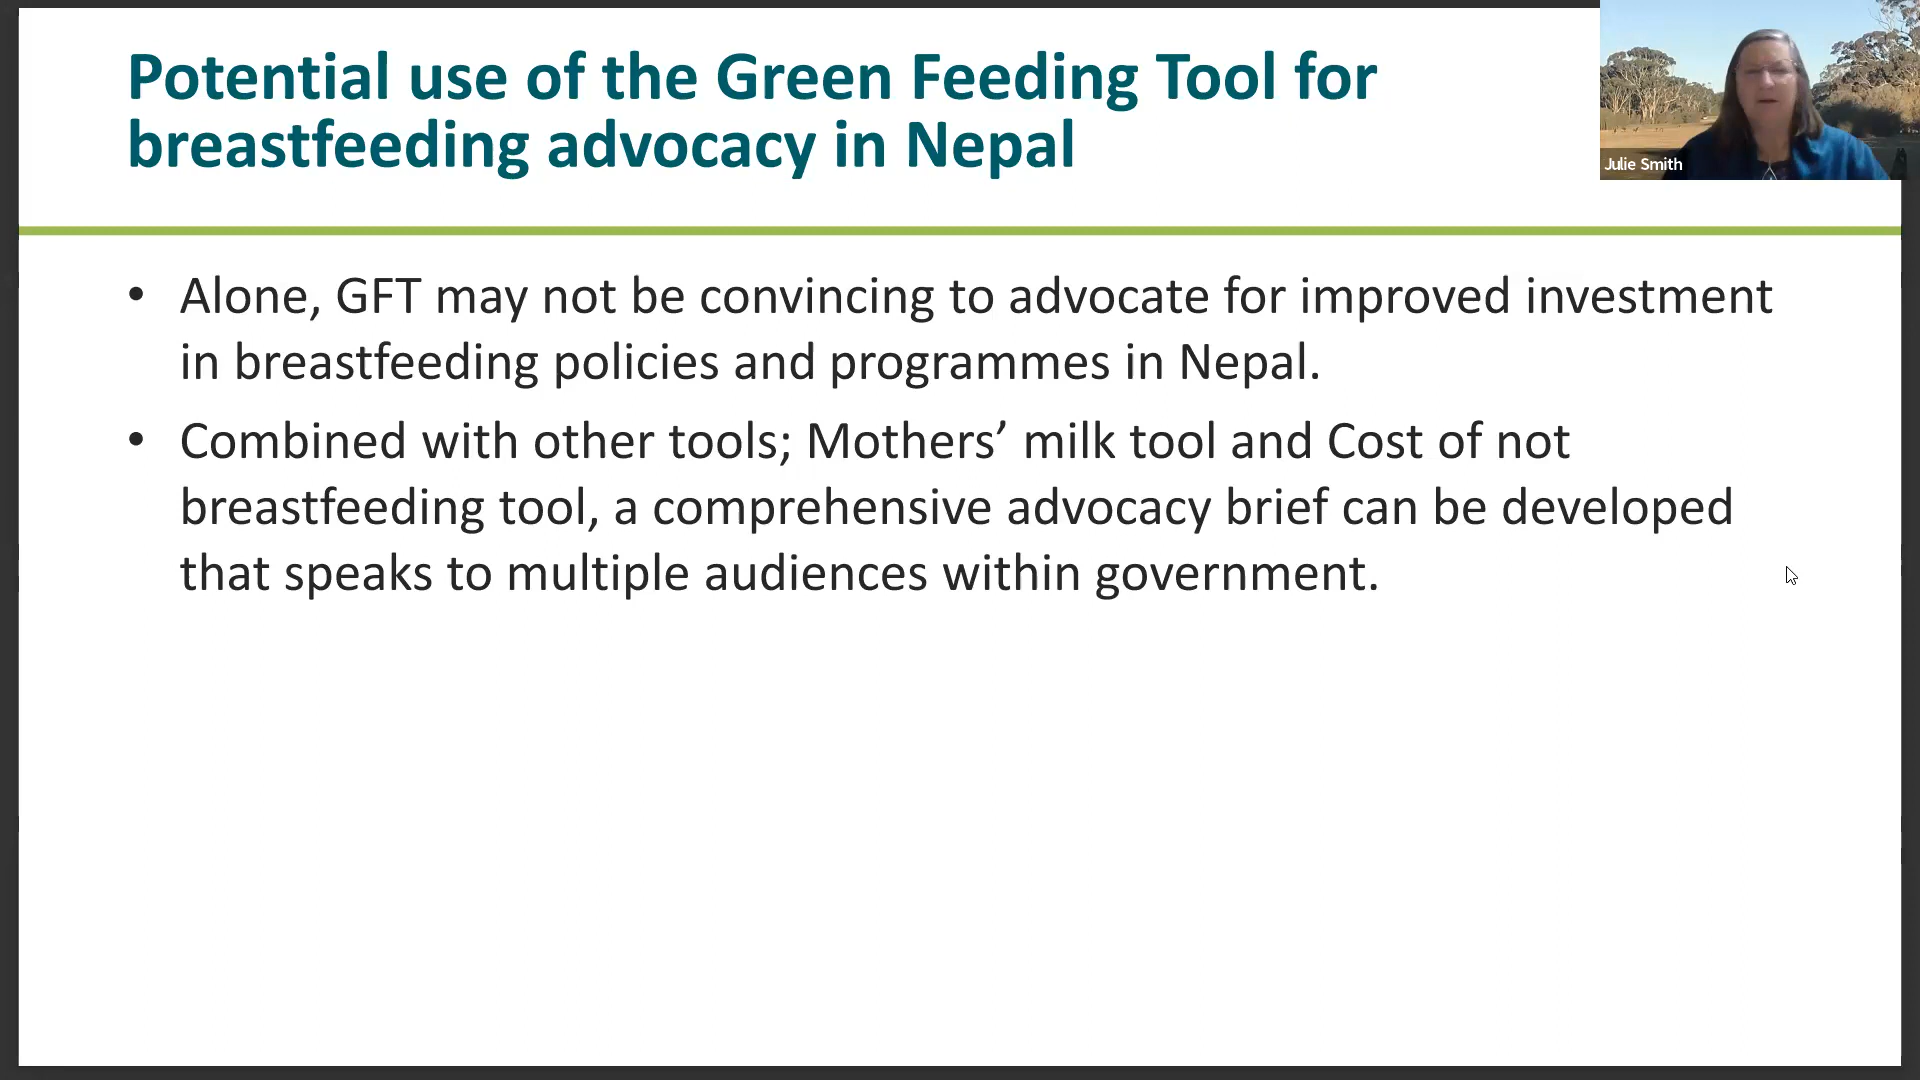 Potential use of the Green Feeding Tool for
breastfeeding advocacy in Nepal
Julie Smith
• Alone, GFT may not be convincing to advocate for improved investment
in breastfeeding policies and programmes in Nepal.
• Combined with other tools; Mothers’ milk tool and Cost of not
breastfeeding tool, a comprehensive advocacy brief can be developed
that speaks to multiple audiences within government.